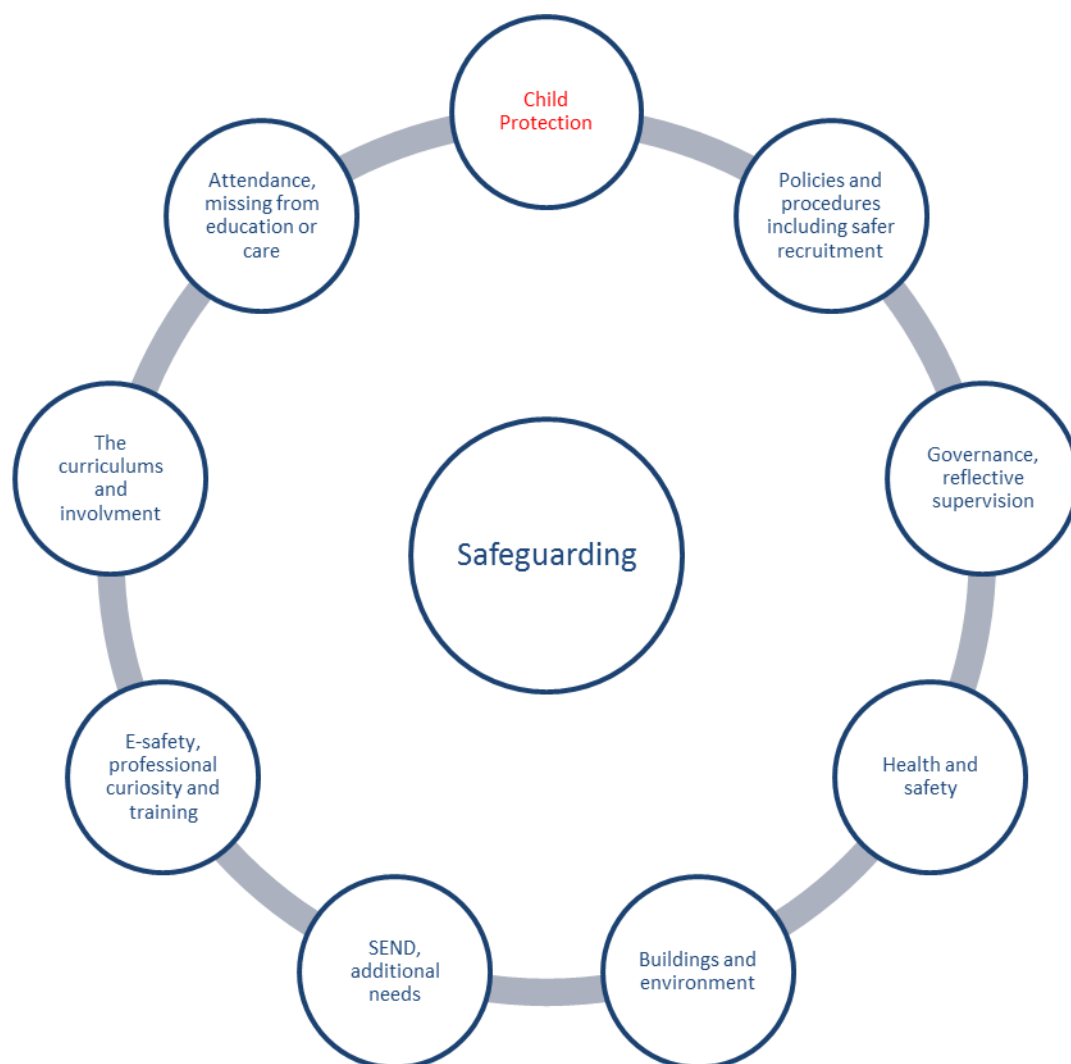 Child
Protection
Policies and
procedures
including safer
recruitment
Governance,
reflective
supervision
Health and
safety
Buildings and
environment
SEND,
additional
needs
E-safety,
professional
curiosity and
training
The
curriculums
and
involvment
Attendance,
missing from
education or
care
Safeguarding